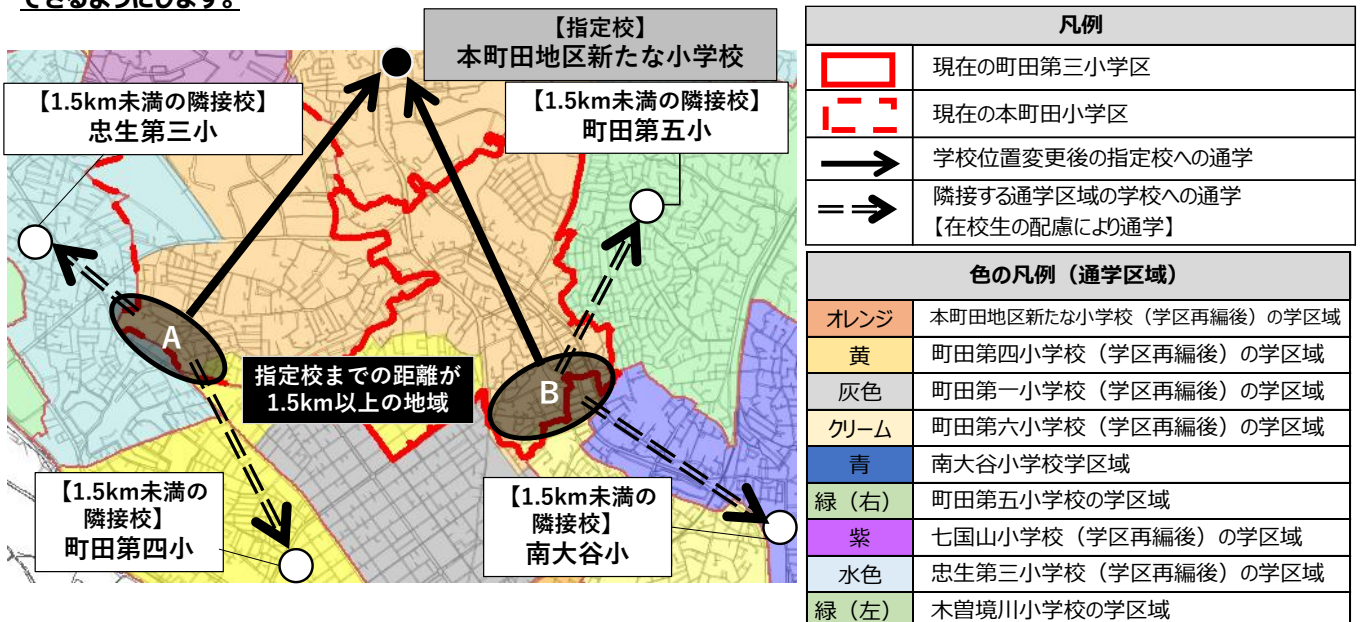 できるようにします。
【指定校】
本町田地区新たな小学校
【1.5km未満の隣接校】
忠生第三小
【1.5km未満の隣接校】
町田第五小
A
B
指定校までの距離が
1.5km以上の地域
【1.5km未満の
隣接校】
町田第四小
【1.5km未満の
隣接校】
南大谷小
凡例
現在の町田第三小学区
現在の本町田小学区
学校位置変更後の指定校への通学
隣接する通学区域の学校への通学
【在校生の配慮により通学】
色の凡例（通学区域）
オレンジ 本町田地区新たな小学校（学区再編後）の学区域
黄 町田第四小学校（学区再編後）の学区域
灰色 町田第一小学校（学区再編後）の学区域
クリーム 町田第六小学校（学区再編後）の学区域
青 南大谷小学校学区域
緑（右） 町田第五小学校の学区域
紫 七国山小学校（学区再編後）の学区域
水色 忠生第三小学校（学区再編後）の学区域
緑（左） 木曽境川小学校の学区域